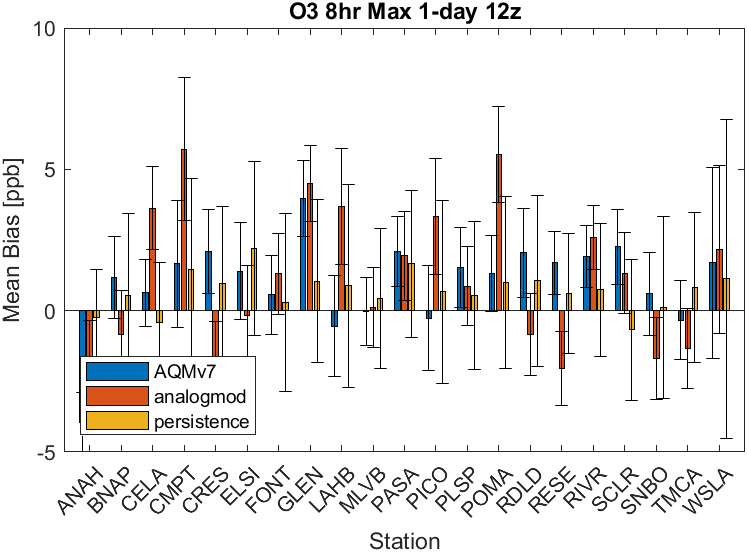 O3 8hr Max 1-day 12z
Mean Bias [ppb]
10
5
0
-5
AQMv7
analogmod
persistence
ANAH
BNAP
CELA
CMPT
CRES
ELSI
FONT
GLEN
LAHB
MLVB
PASA
PICO
PLSP
POMA
RDLD
RESE
RIVR
SCLR
SNBO
TMCA
WSLA
Station